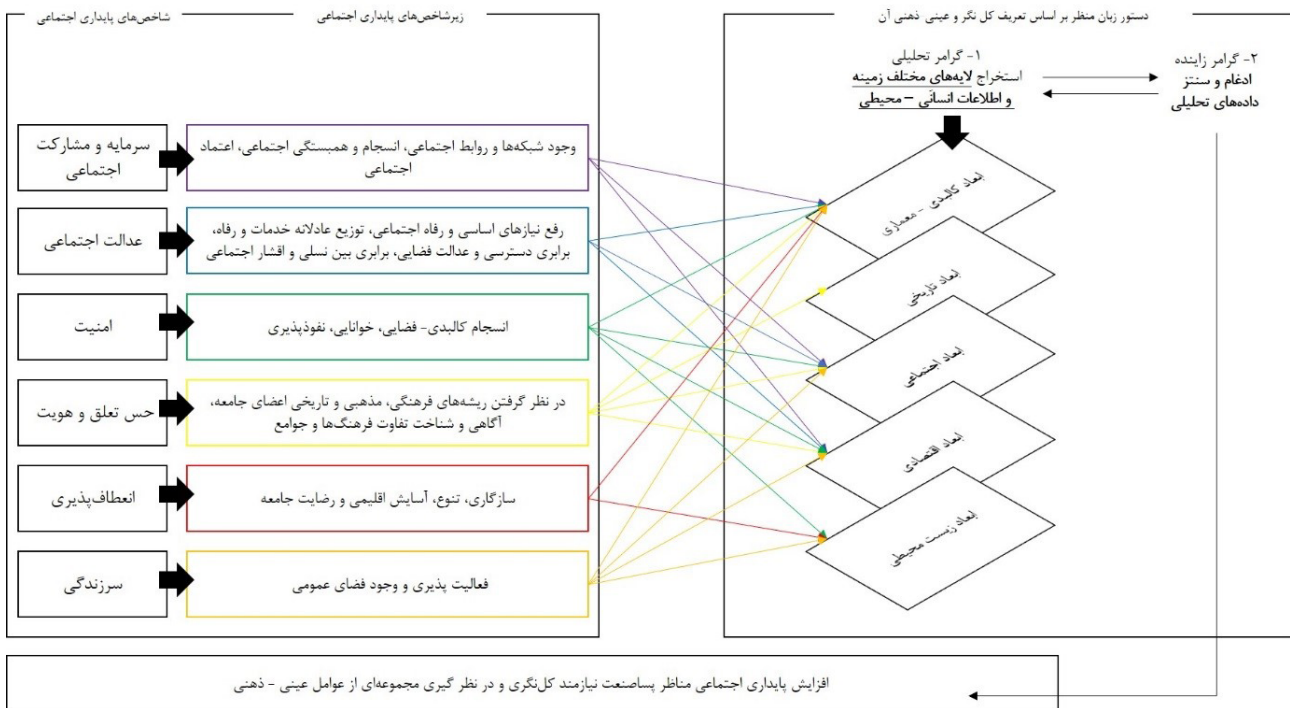 دستور زبان منظر بر اساس تعریف کل نگر و عینی ذهنی آن
زیرشاخص‌های پایداری اجتماعی
شاخص‌های پایداری اجتماعی
۲- گرامر زاینده
ادغام و سنتز
داده‌های تحلیلی
۱- گرامر تحلیلی
استخراج لایه‌های مختلف زمینه
و اطلاعات انسانی – محیطی
ابعاد کالبدی – معماری
ابعاد تاریخی
ابعاد اجتماعی
ابعاد اقتصادی
ابعاد زیست محیطی
سرمایه و مشارکت
اجتماعی
وجود شبکه‌ها و روابط اجتماعی، انسجام و همبستگی اجتماعی، اعتماد
اجتماعی
عدالت اجتماعی
رفع نیازهای اساسی و رفاه اجتماعی، توزیع عادلانه خدمات و رفاه،
برابری دسترسی و عدالت فضایی، برابری بین نسلی و اقشار اجتماعی
امنیت
انسجام کالبدی- فضایی، خوانایی، نفوذپذیری
حس تعلق و هویت
در نظر گرفتن ریشه‌های فرهنگی، مذهبی و تاریخی اعضای جامعه،
آگاهی و شناخت تفاوت فرهنگ‌ها و جوامع
انعطاف‌پذیری
سازگاری، تنوع، آسایش اقلیمی و رضایت جامعه
سرزندگی
فعالیت پذیری و وجود فضای عمومی
افزایش پایداری اجتماعی مناظر پساصنعت نیازمند کل‌نگری و در نظر گیری مجموعه‌ای از عوامل عینی - ذهنی